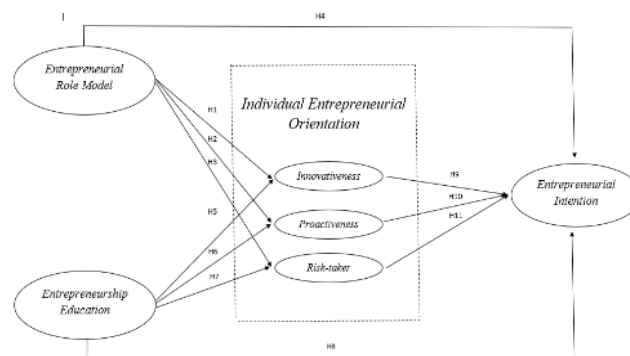 H4
Entrepreneurial
Role Model
Individual Entrepreneurial
Orientation
H1
H2
H3
Innovativeness
H9
Entrepreneurial
Intention
H10
H5
Proactiveness
H11
H6
Risk-taker
H7
Entrepreneurship
Education
H8